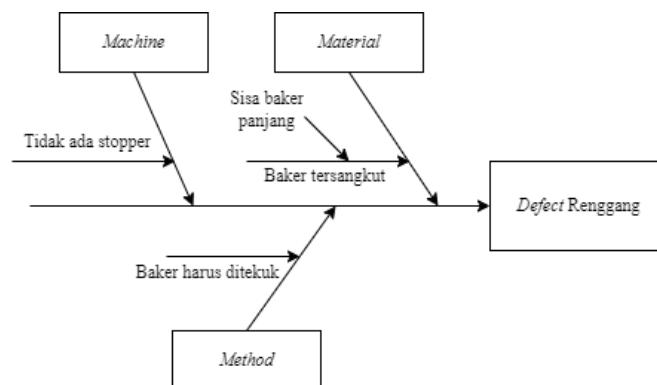 Machine
Material
Sisa baker
panjang
Tidak ada stopper
Baker tersangkut
Defect Renggang
Baker harus ditekuk
Method